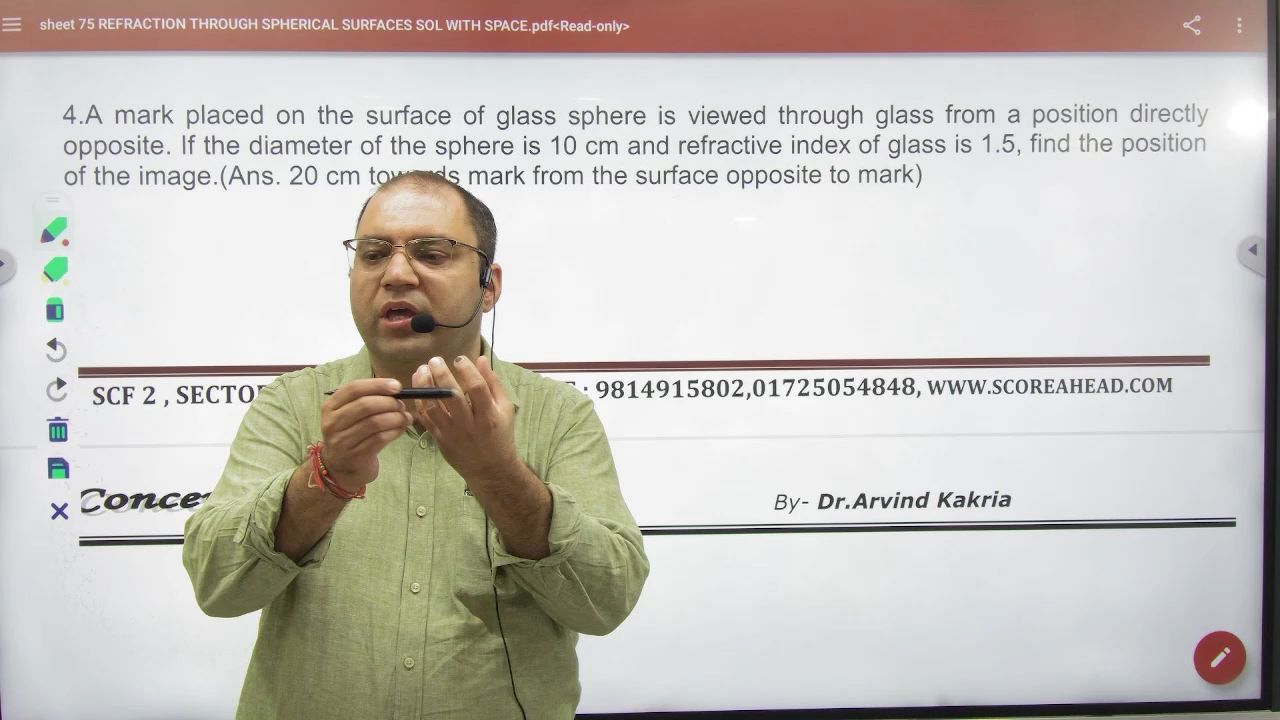 sheet 75 REFRACTION THROUGH SPHERICAL SURFACES SOL WITH SPACE.pdf<Read-only>
4.A mark placed on the surface of glass sphere is viewed through glass from a position directly
opposite. If the diameter of the sphere is 10 cm and refractive index of glass is 1.5, find the position
of the image.(Ans. 20 cm towards mark from the surface opposite to mark)
SCF 2 , SECTO : 9814915802,01725054848, WWW.SCOREAHEAD.COM
Conce By- Dr.Arvind Kakria